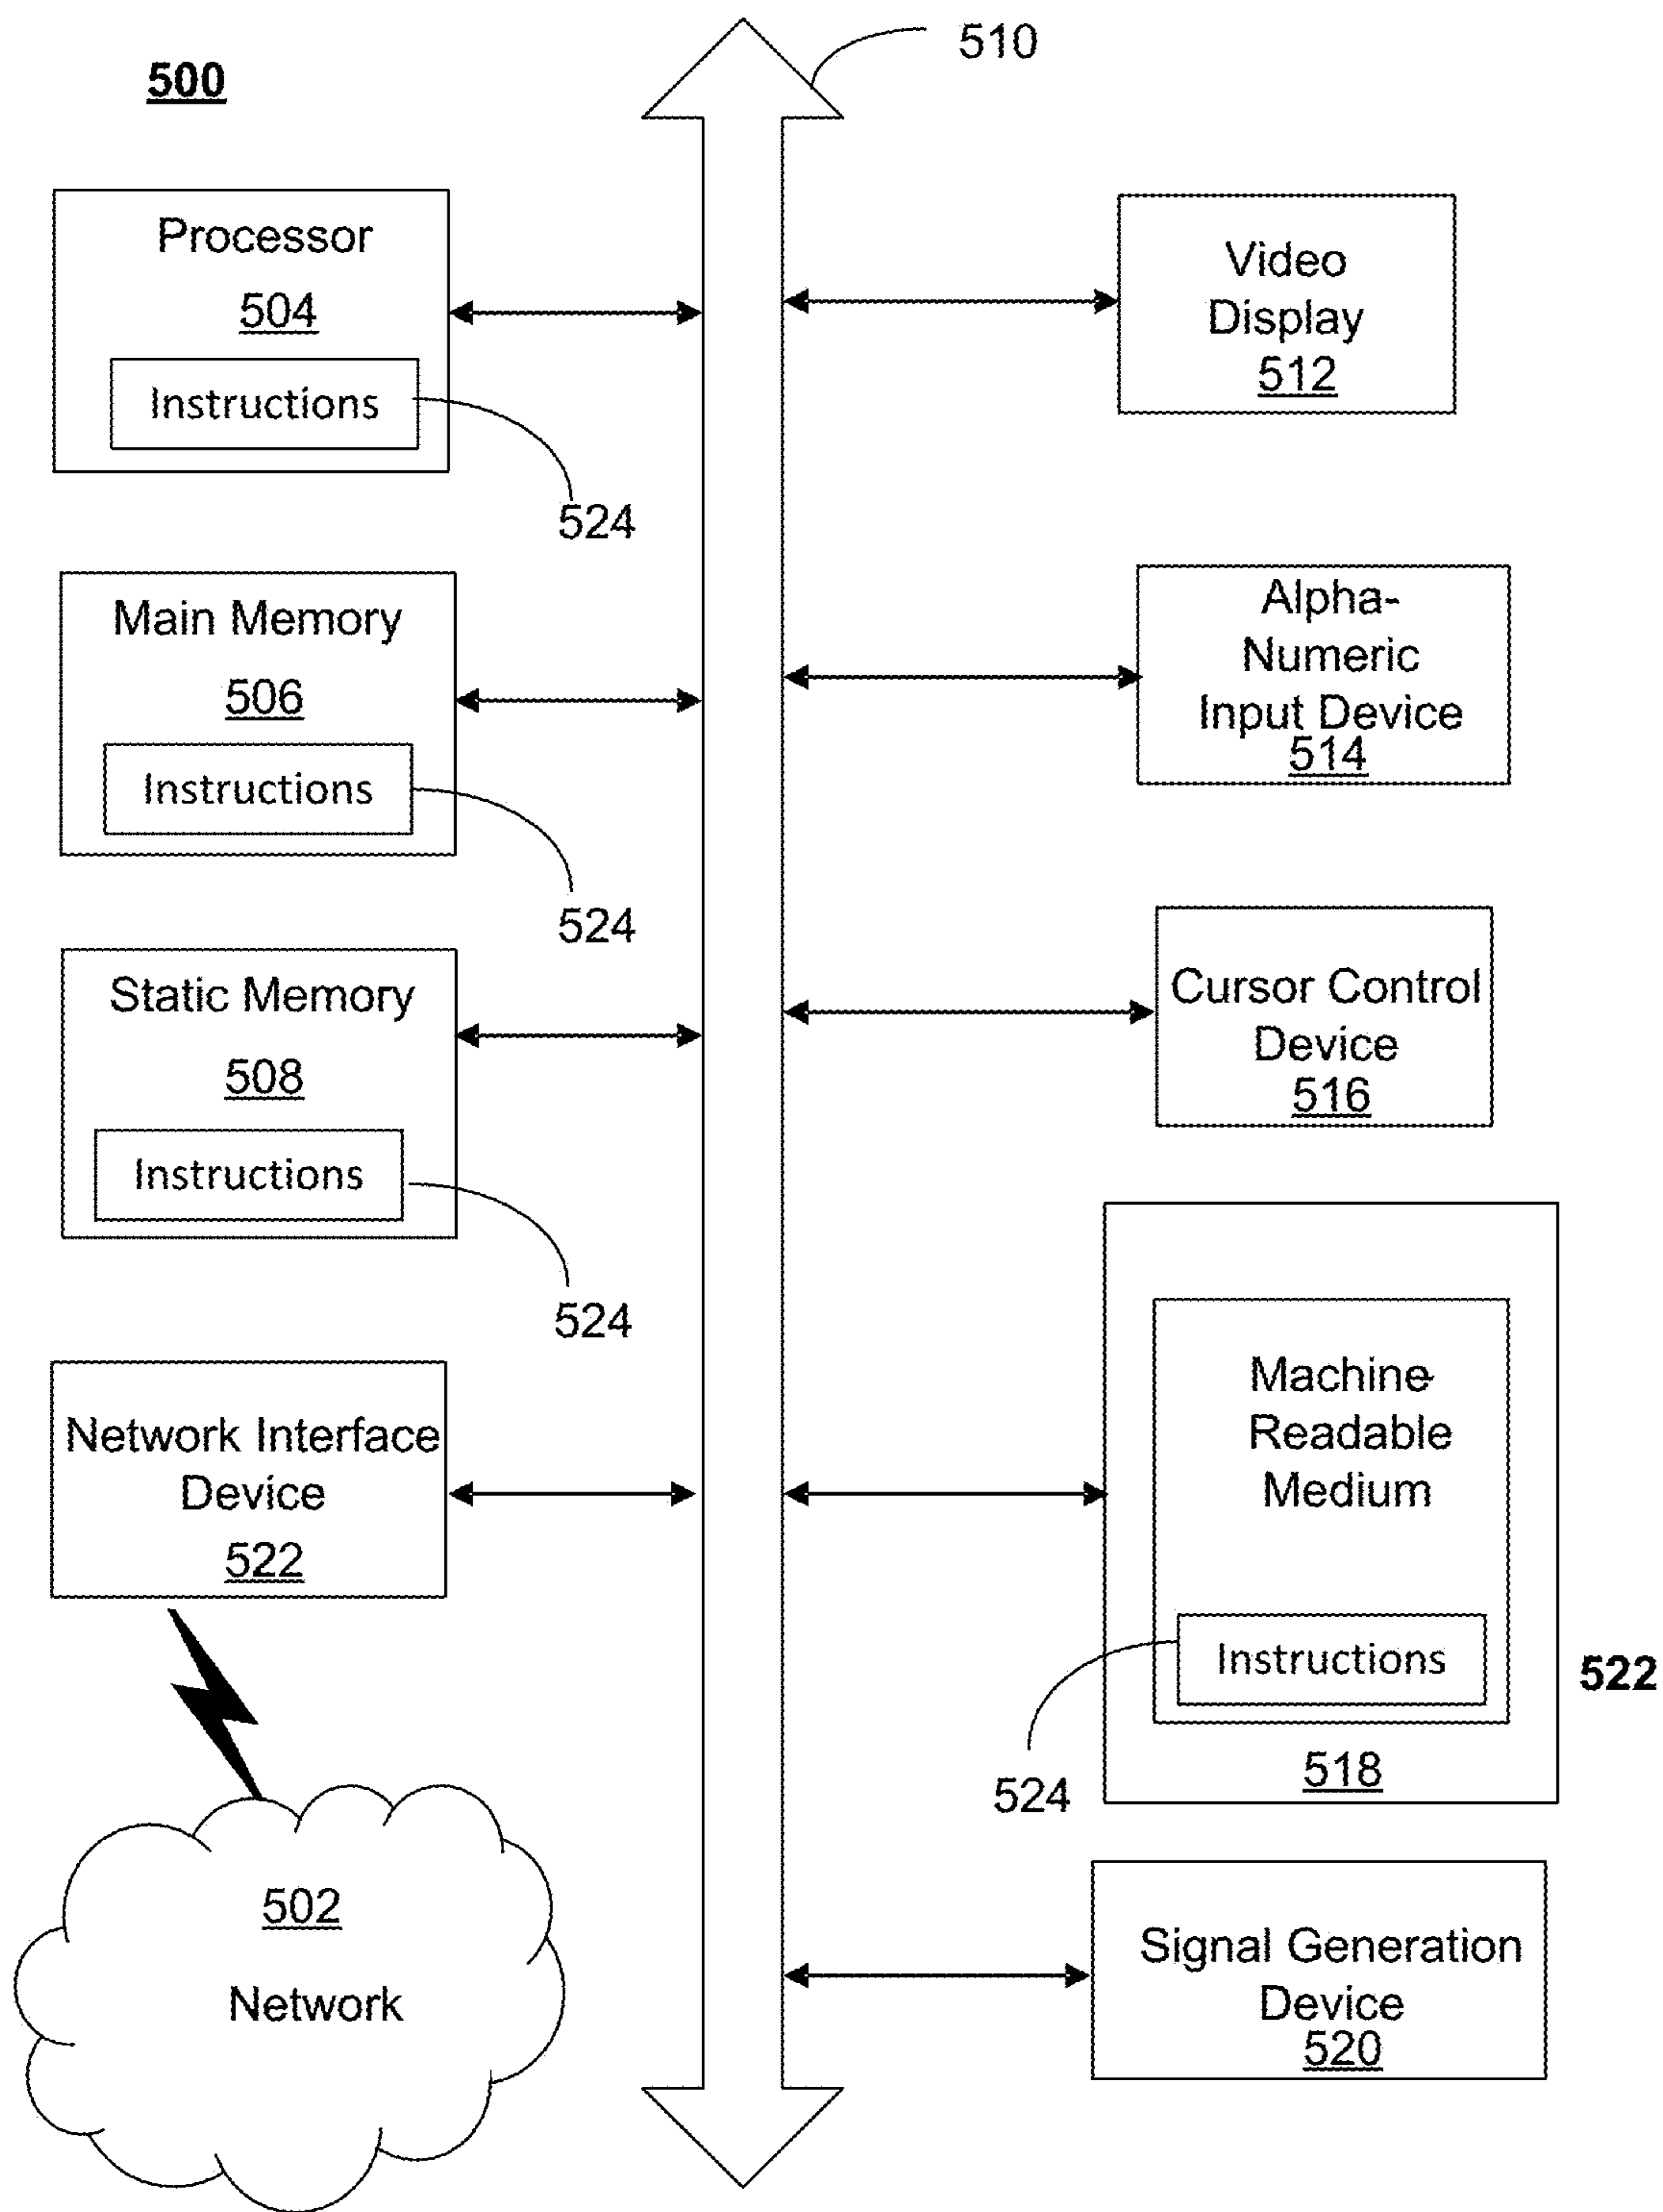 500
510
Processor
504
Instructions
524
Main Memory
506
Instructions
524
Static Memory
508
Instructions
524
Network Interface
Device
522
502
Network
Video
Display
512
Alpha-
Numeric
Input Device
514
Cursor Control
Device
516
Machine-
Readable
Medium
Instructions
522
524
518
Signal Generation
Device
520